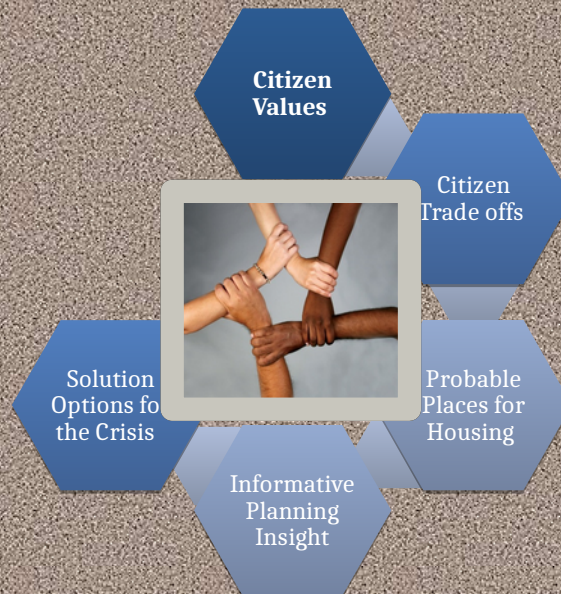 Citizen
Values
Citizen
Trade offs
Probable
Places for
Housing
Informative
Planning
Insight
Solution
Options fo
the Crisis